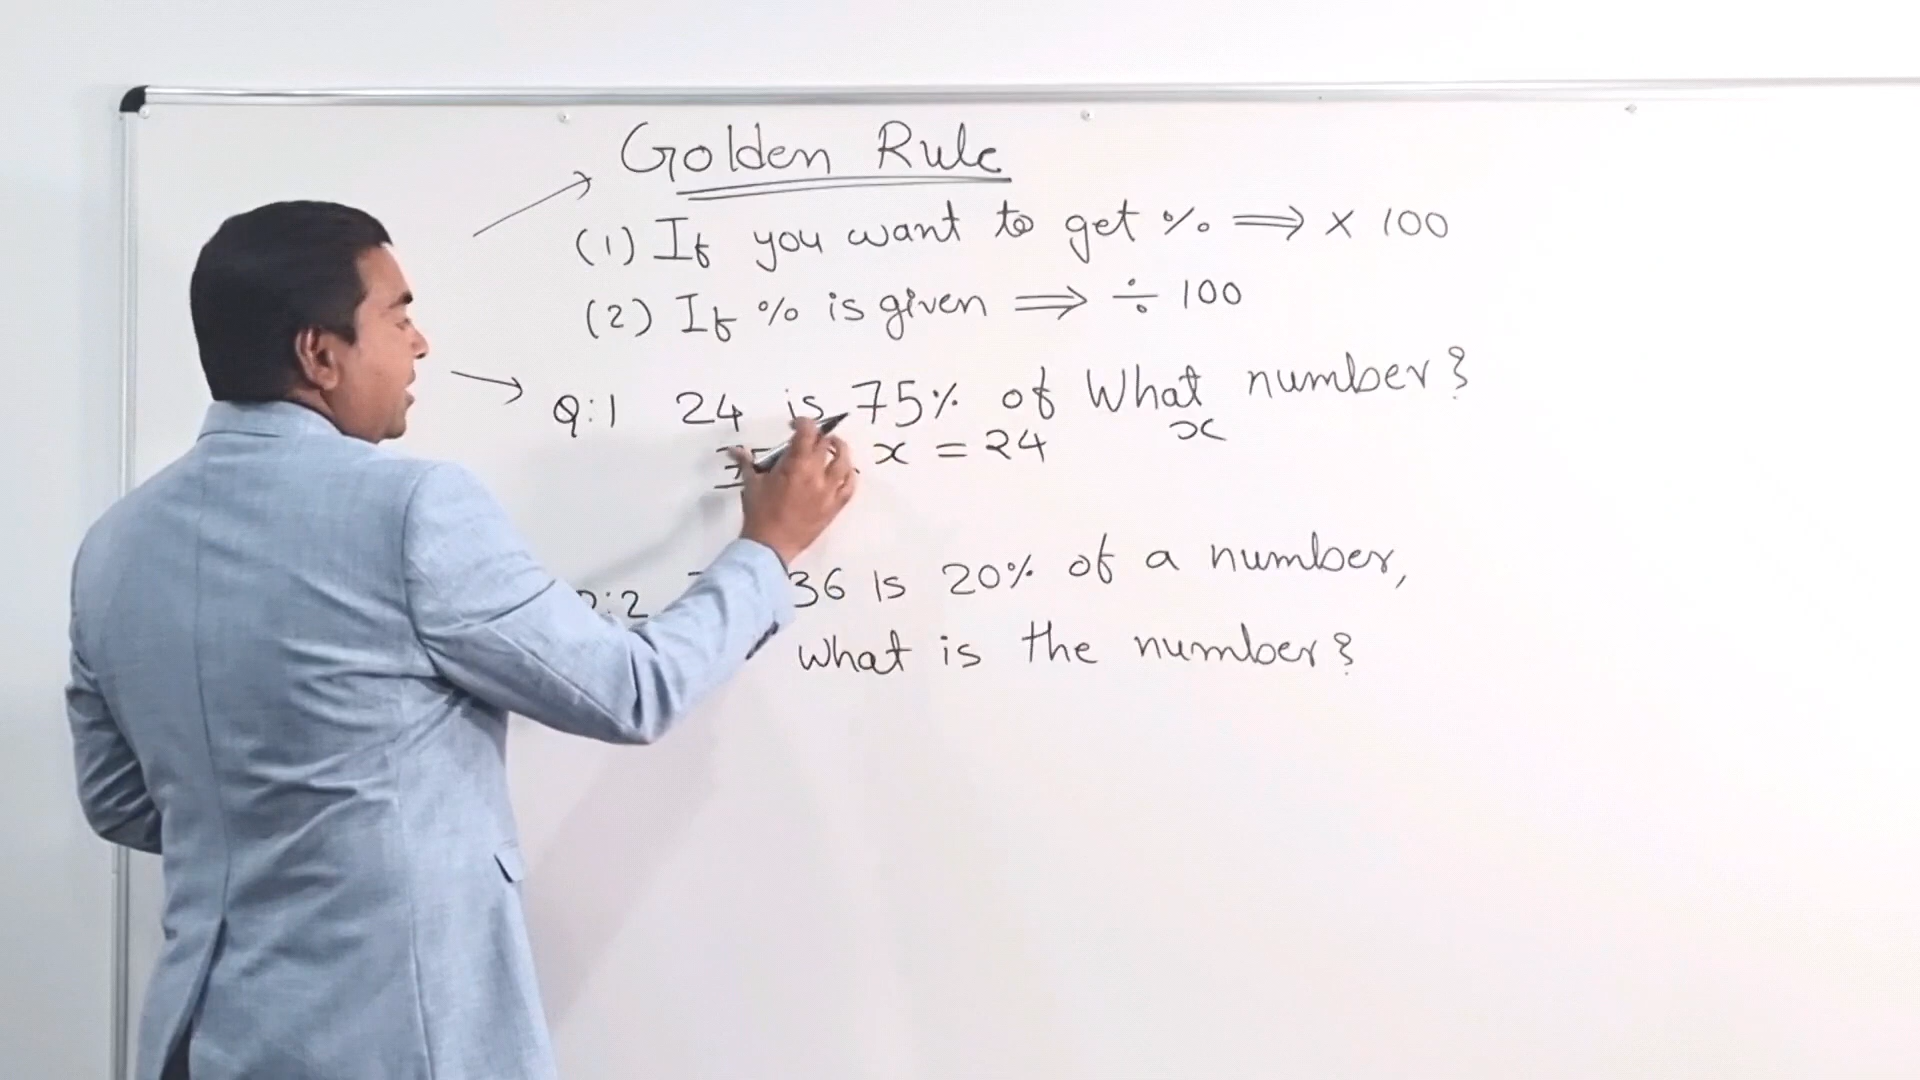 Golden Rule
(1) If you want to get % ⟹ × 100
(2) If % is given ⟹ ÷ 100
Q:1 24 is 75% of What number?
x
x = 24
:2 36 is 20% of a number,
What is the number?